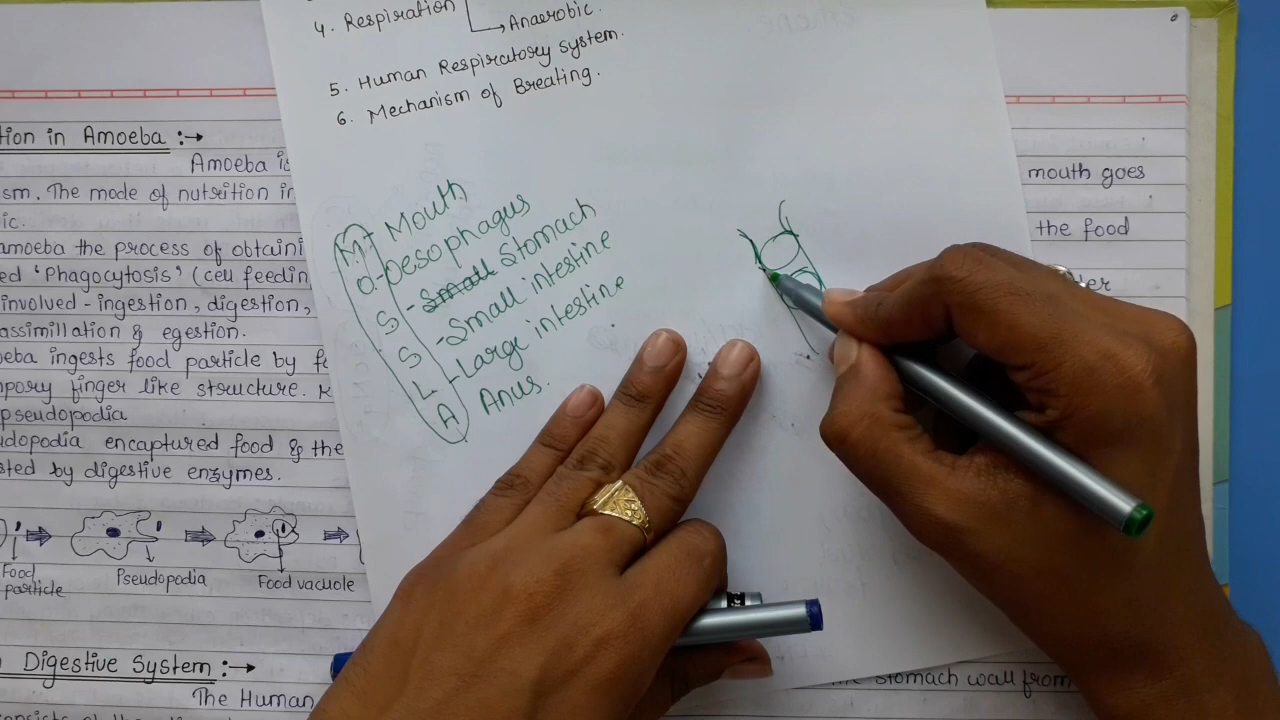 4. Respiration
→ Anaerobic.
5. Human Respiratory system.
6. Mechanism of Breating.
M - Mouth
O - Oesophagus
S - Small Stomach
S - Small intestine
L - Large intestine
A Anus.
tion in Amoeba :→
Amoeba is
sm. The mode of nutrition in
ic.
amoeba the process of obtaini
ed 'Phagocytosis' (cell feedin
involved - ingestion, digestion,
assimillation & egestion.
oeba ingests food particle by f
mpory finger like structure.
pseudopodia
udopodia encaptured food & the
sted by digestive enzymes.
Food
particle
Pseudopodia
Food vacuole
Digestive System :→
The Human
mouth goes
the food
stomach wall from